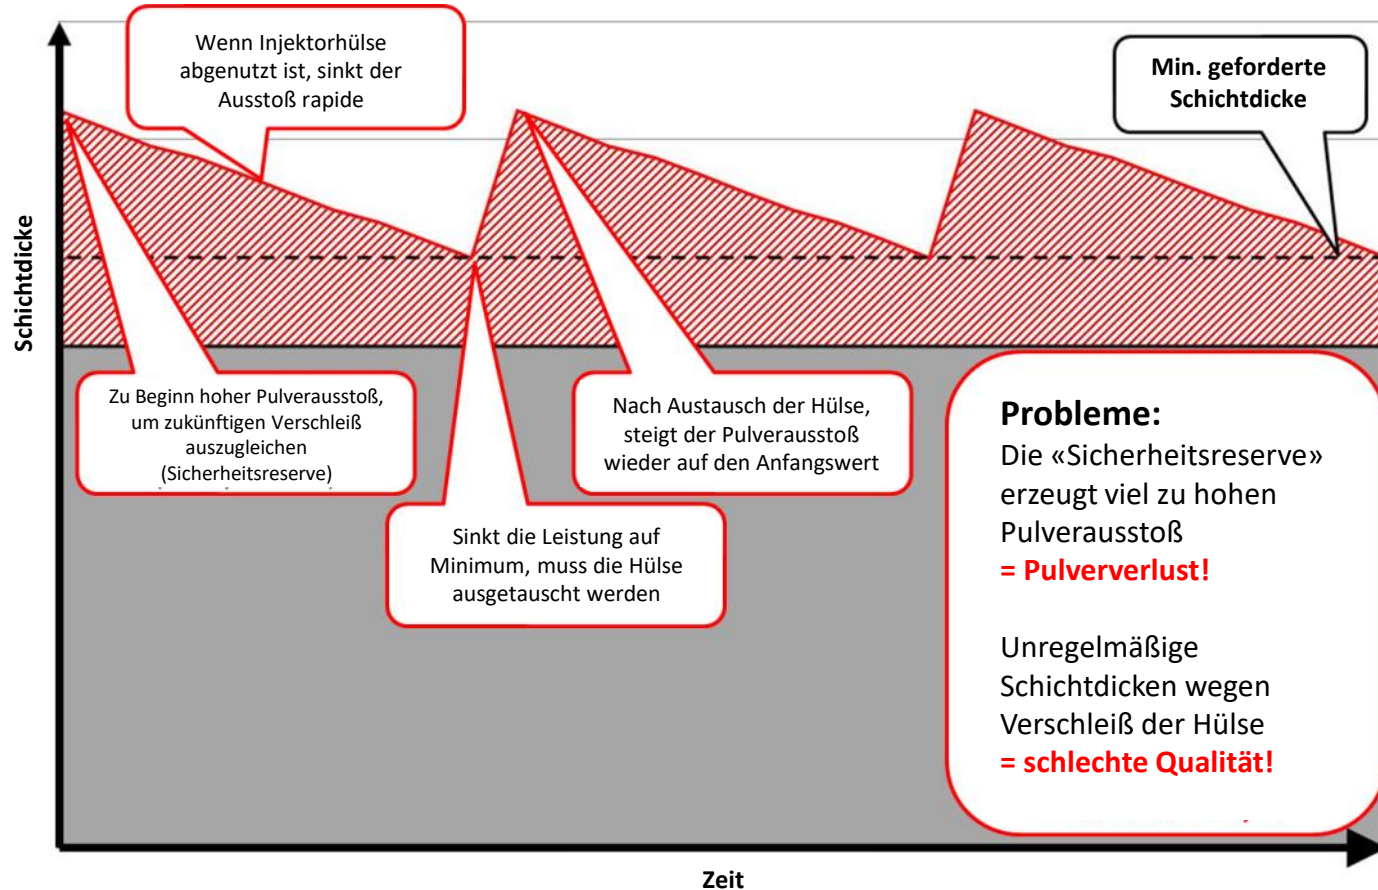 Wenn Injektorhülse
abgenutzt ist, sinkt der
Ausstoß rapide
Min. geforderte
Schichtdicke
Schichtdicke
Zu Beginn hoher Pulverausstoß,
um zukünftigen Verschleiß
auszugleichen
(Sicherheitsreserve)
Nach Austausch der Hülse,
steigt der Pulverausstoß
wieder auf den Anfangswert
Sinkt die Leistung auf
Minimum, muss die Hülse
ausgetauscht werden
Probleme:
Die «Sicherheitsreserve»
erzeugt viel zu hohen
Pulverausstoß
= Pulververlust!
Unregelmäßige
Schichtdicken wegen
Verschleiß der Hülse
= schlechte Qualität!
Zeit